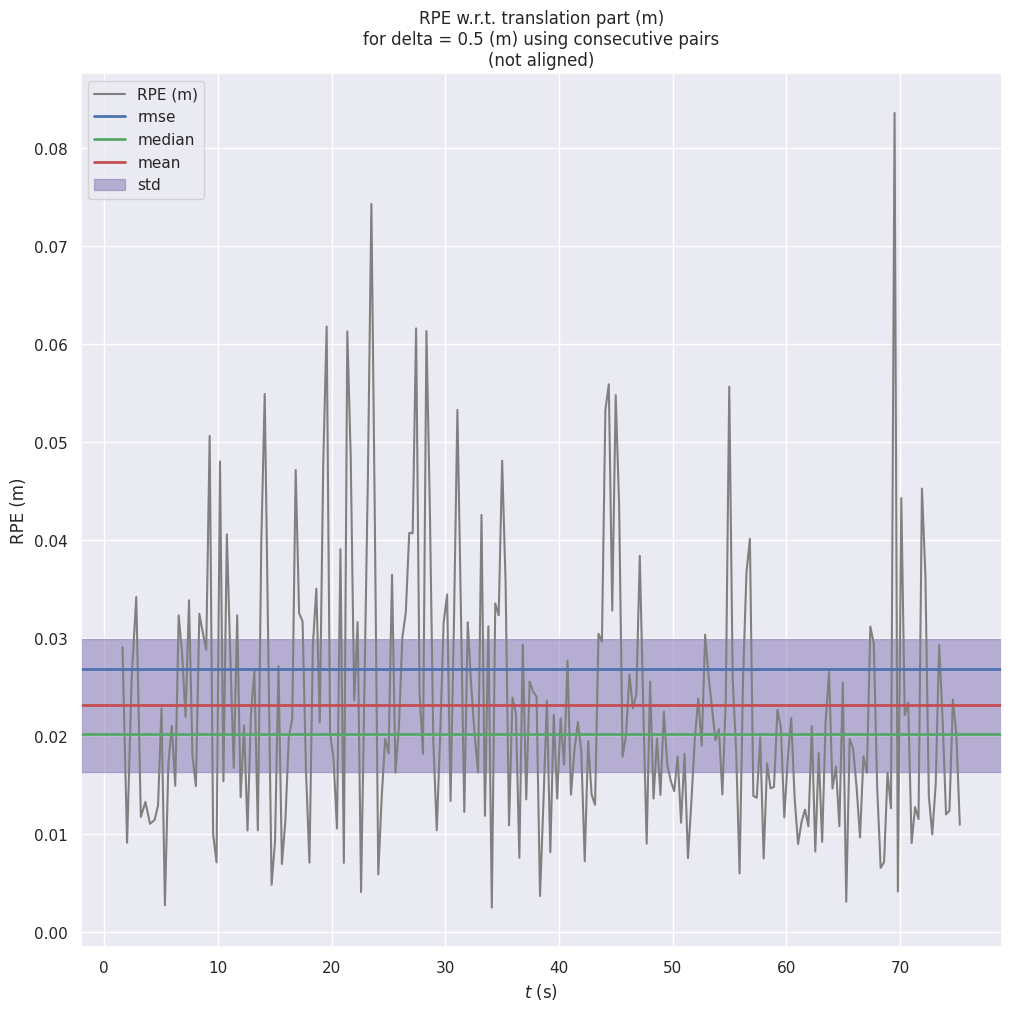 RPE w.r.t. translation part (m)
for delta = 0.5 (m) using consecutive pairs
(not aligned)
RPE (m)
rmse
median
mean
std
0.08
0.07
0.06
0.05
0.04
0.03
0.02
0.01
0.00
RPE (m)
0 10 20 30 40 50 60 70
t (s)